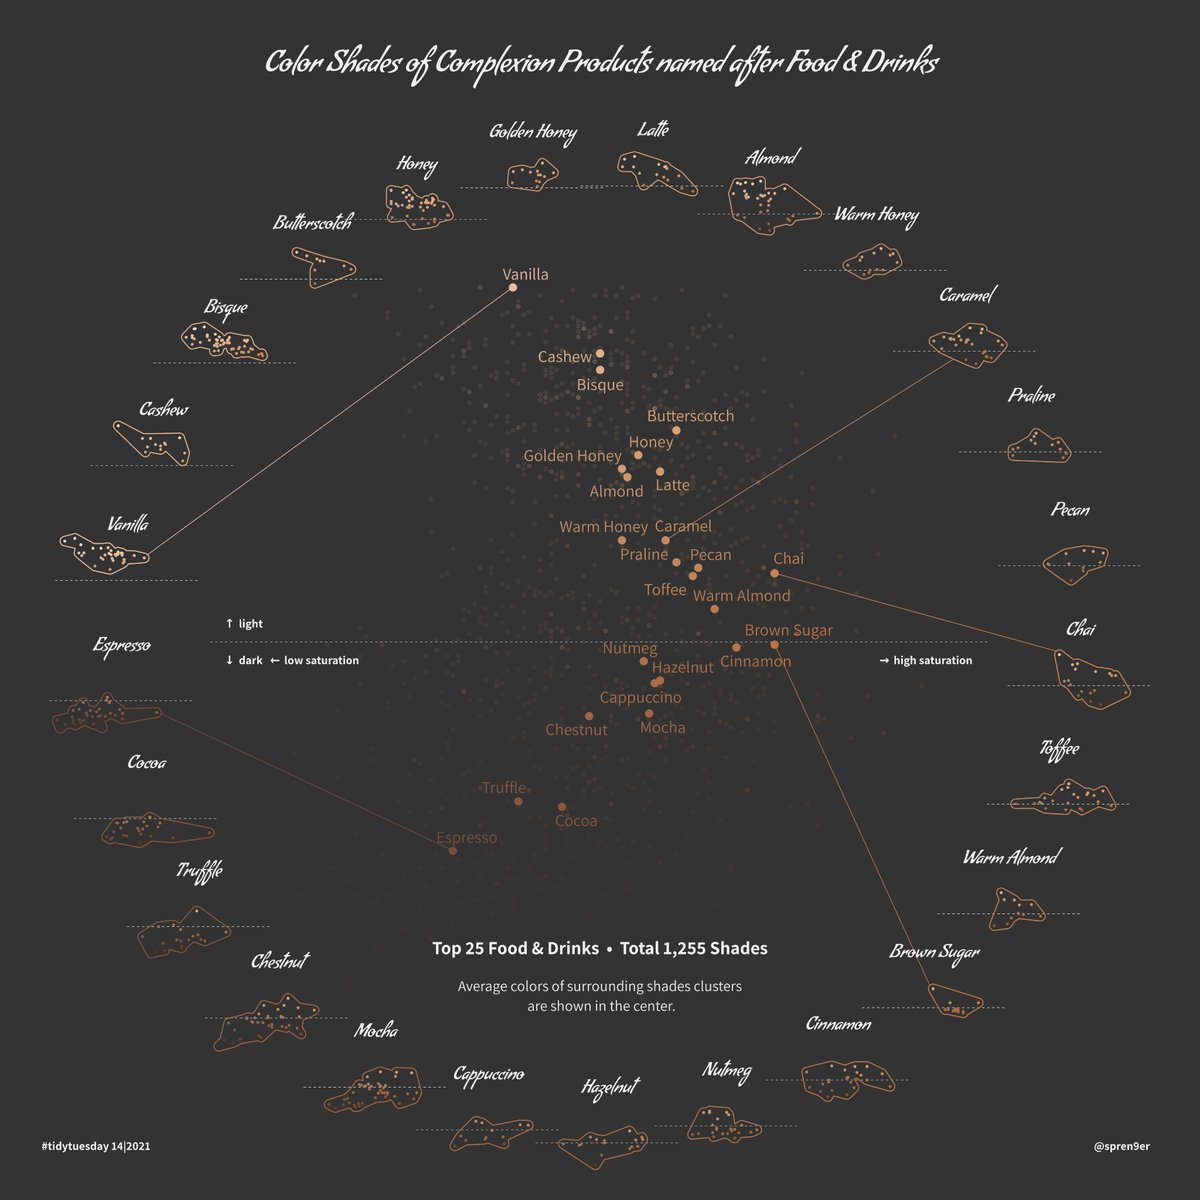 Color Shades of Complexion Products named after Food & Drinks
Golden Honey
Latte
Honey
Almond
Butterscotch
Warm Honey
Bisque
Caramel
Cashew
Praline
Vanilla
Pecan
Espresso
Chai
Cocoa
Toffee
Truffle
Warm Almond
Chestnut
Brown Sugar
Mocha
Cinnamon
Cappuccino
Nutmeg
Hazelnut
Vanilla
Cashew
Bisque
Butterscotch
Honey
Golden Honey
Latte
Almond
Warm Honey
Caramel
Praline
Pecan
Chai
Toffee
Warm Almond
↑ light
Brown Sugar
Nutmeg
↓ dark ← low saturation
Cinnamon
→ high saturation
Hazelnut
Cappuccino
Chestnut
Mocha
Truffle
Cocoa
Espresso
Top 25 Food & Drinks • Total 1,255 Shades
Average colors of surrounding shades clusters
are shown in the center.
#tidytuesday 14|2021
@spren9er